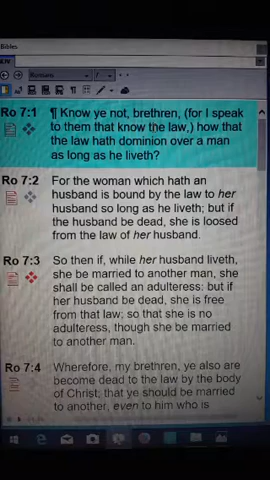 Bibles
KJV
Romans 7
Ro 7:1 ¶ Know ye not, brethren, (for I speak
to them that know the law,) how that
the law hath dominion over a man
as long as he liveth?
Ro 7:2 For the woman which hath an
husband is bound by the law to her
husband so long as he liveth; but if
the husband be dead, she is loosed
from the law of her husband.
Ro 7:3 So then if, while her husband liveth,
she be married to another man, she
shall be called an adulteress: but if
her husband be dead, she is free
from that law; so that she is no
adulteress, though she be married
to another man.
Ro 7:4 Wherefore, my brethren, ye also are
become dead to the law by the body
of Christ; that ye should be married
to another, even to him who is